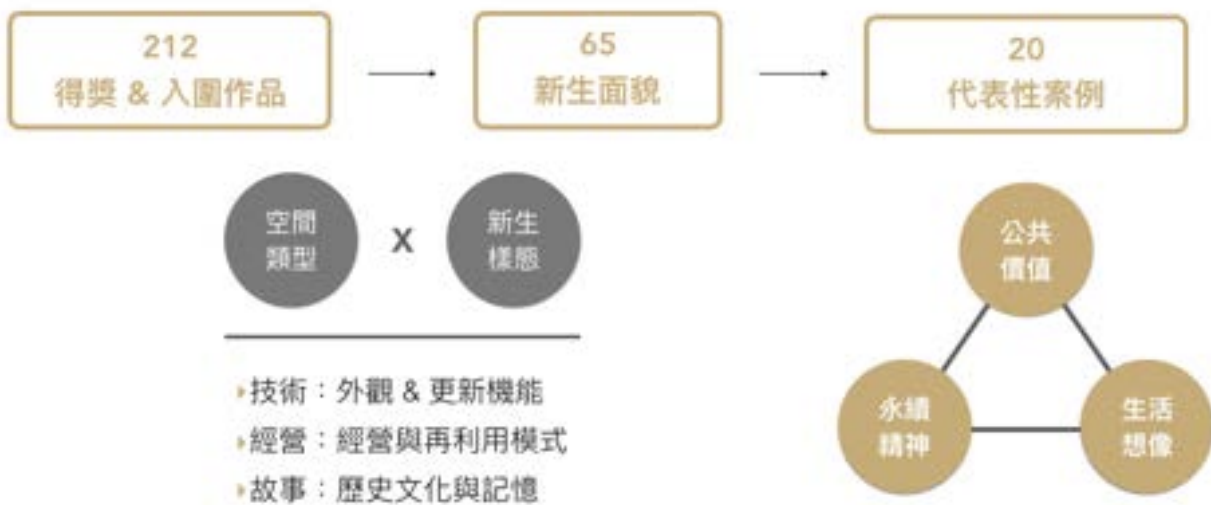 212
得獎 & 入圍作品
65
新生面貌
20
代表性案例
空間
類型
X
新生
樣態
技術：外觀 & 更新機能
經營：經營與再利用模式
故事：歷史文化與記憶
公共
價值
永續
精神
生活
想像